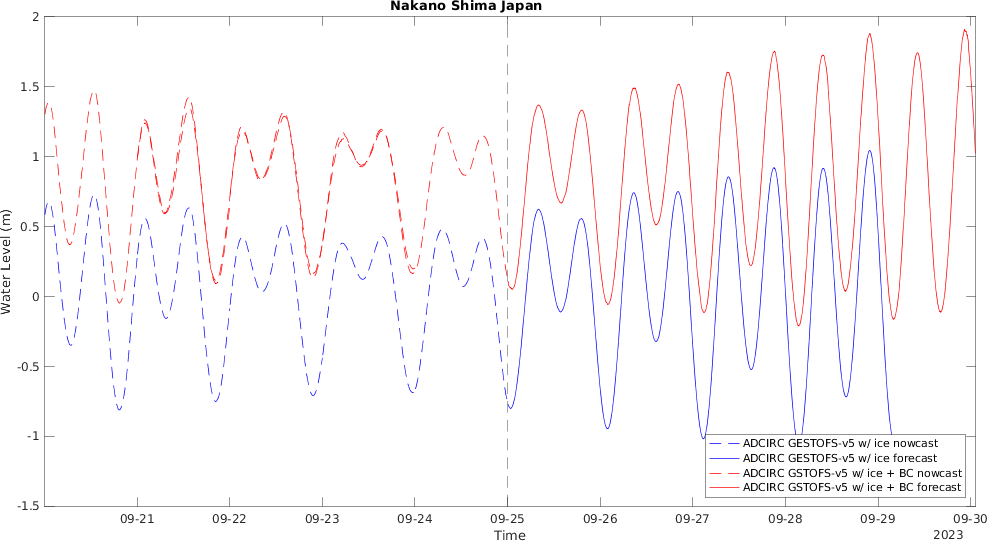 Nakano Shima Japan
2
1.5
1
0.5
0
-0.5
-1
-1.5
Water Level (m)
ADCIRC GESTOFS-v5 w/ ice nowcast
ADCIRC GESTOFS-v5 w/ ice forecast
ADCIRC GSTOFS-v5 w/ ice + BC nowcast
ADCIRC GSTOFS-v5 w/ ice + BC forecast
09-21 09-22 09-23 09-24 09-25 09-26 09-27 09-28 09-29 09-30
Time
2023